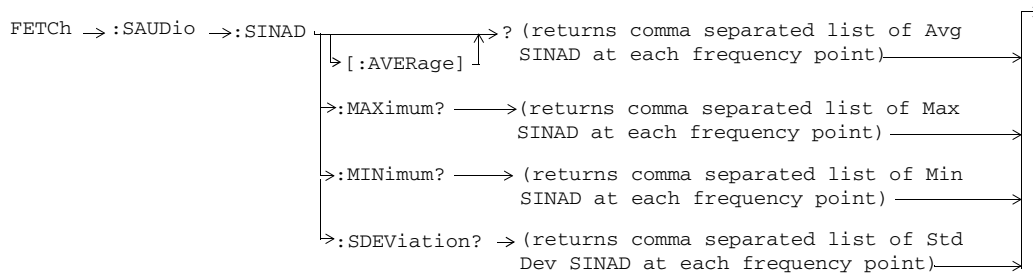 FETCh :SAUDio :SINAD ? (returns comma separated list of Avg
[:AVERage] SINAD at each frequency point)
:MAXimum? (returns comma separated list of Max
SINAD at each frequency point)
:MINimum? (returns comma separated list of Min
SINAD at each frequency point)
:SDEViation? (returns comma separated list of Std
Dev SINAD at each frequency point)